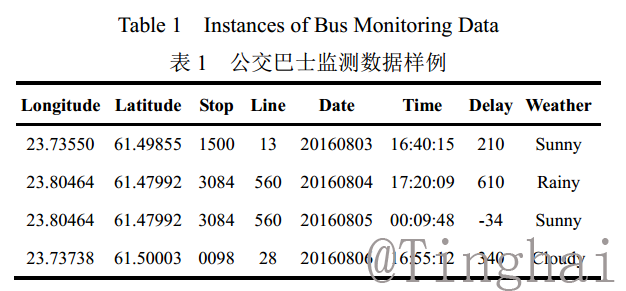 Table 1 Instances of Bus Monitoring Data
表 1 公交巴士监测数据样例
Longitude Latitude Stop Line Date Time Delay Weather
23.73550 61.49855 1500 13 20160803 16:40:15 210 Sunny
23.80464 61.47992 3084 560 20160804 17:20:09 610 Rainy
23.80464 61.47992 3084 560 20160805 00:09:48 -34 Sunny
23.73738 61.50003 0098 28 20160806 16:55:12 340 Cloudy
@Tinghai